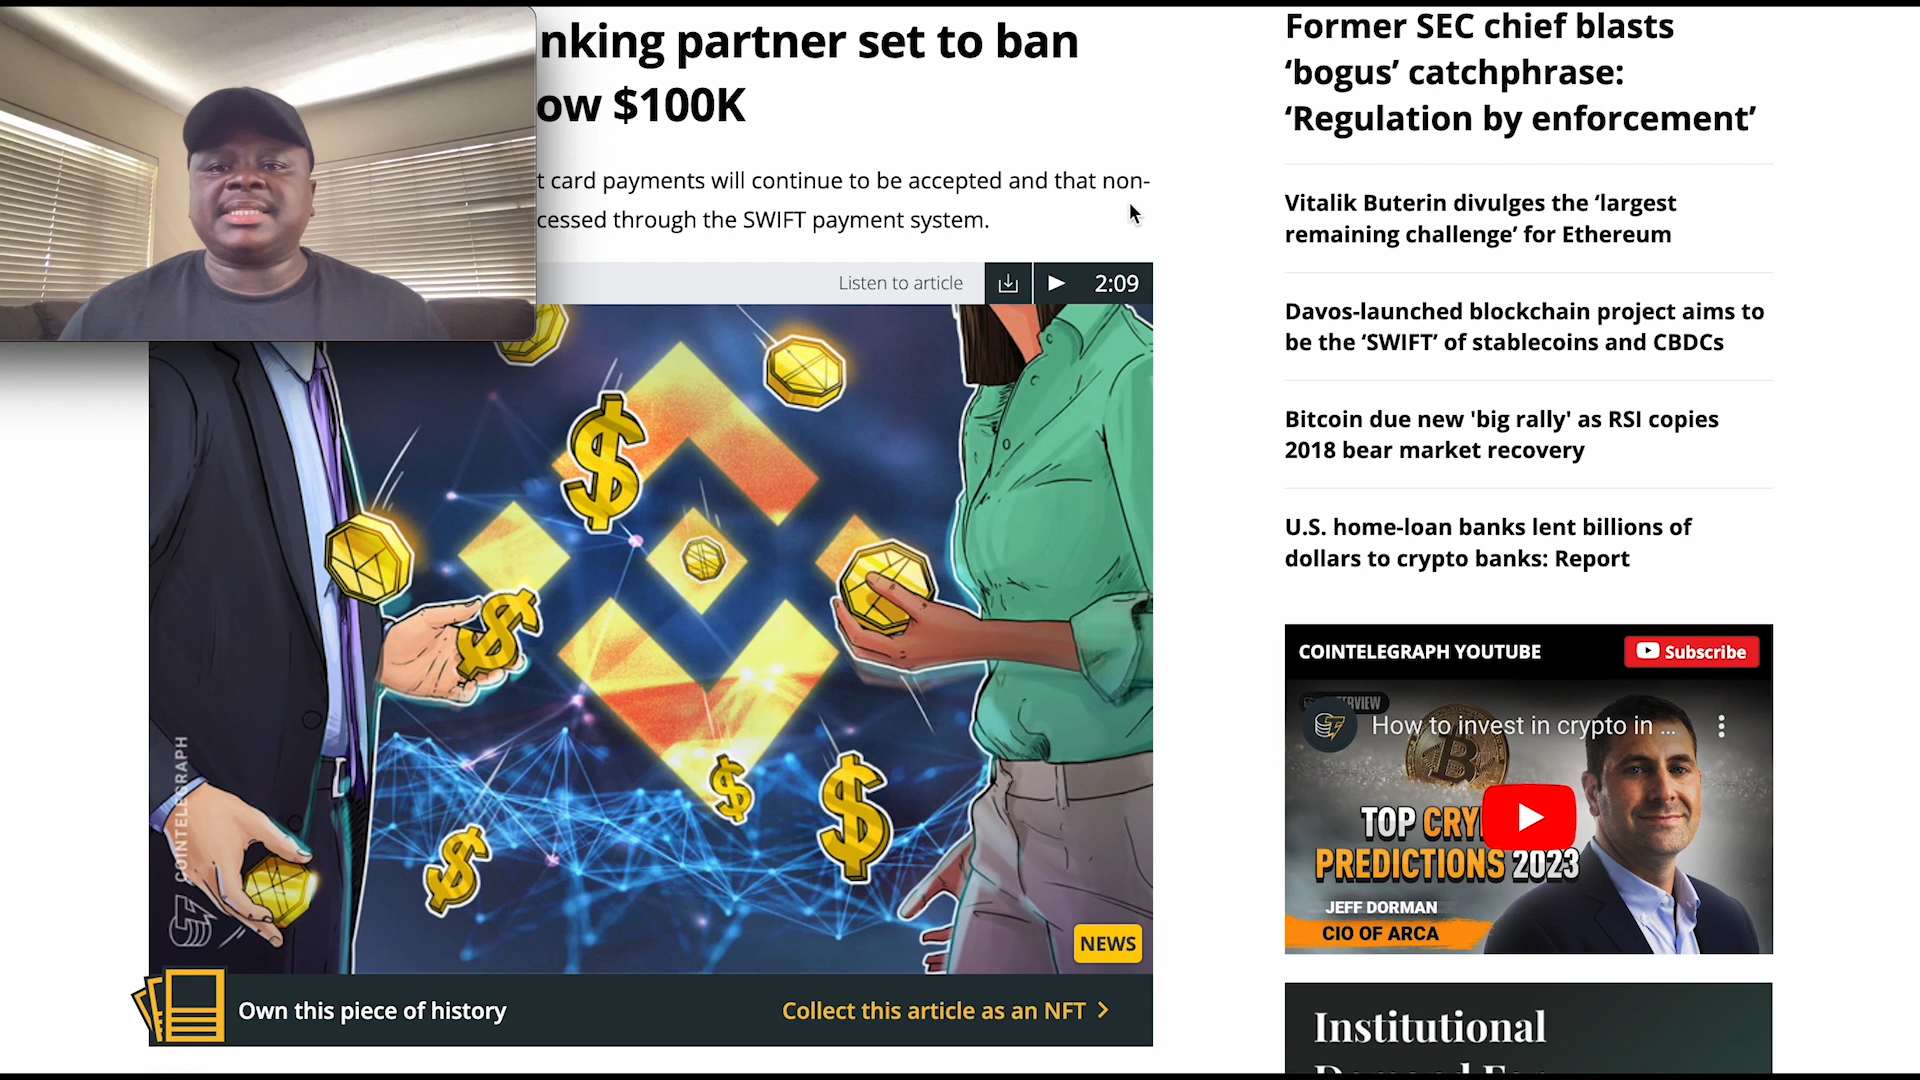 nking partner set to ban
ow $100K
t card payments will continue to be accepted and that non-
cessed through the SWIFT payment system.
Listen to article
2:09
COINTELEGRAPH
NEWS
Own this piece of history
Collect this article as an NFT
Former SEC chief blasts
‘bogus’ catchphrase:
‘Regulation by enforcement’
Vitalik Buterin divulges the ‘largest
remaining challenge’ for Ethereum
Davos-launched blockchain project aims to
be the ‘SWIFT’ of stablecoins and CBDCs
Bitcoin due new 'big rally' as RSI copies
2018 bear market recovery
U.S. home-loan banks lent billions of
dollars to crypto banks: Report
COINTELEGRAPH YOUTUBE
Subscribe
How to invest in crypto in ...
TOP CRY
PREDICTIONS 2023
JEFF DORMAN
CIO OF ARCA
Institutional